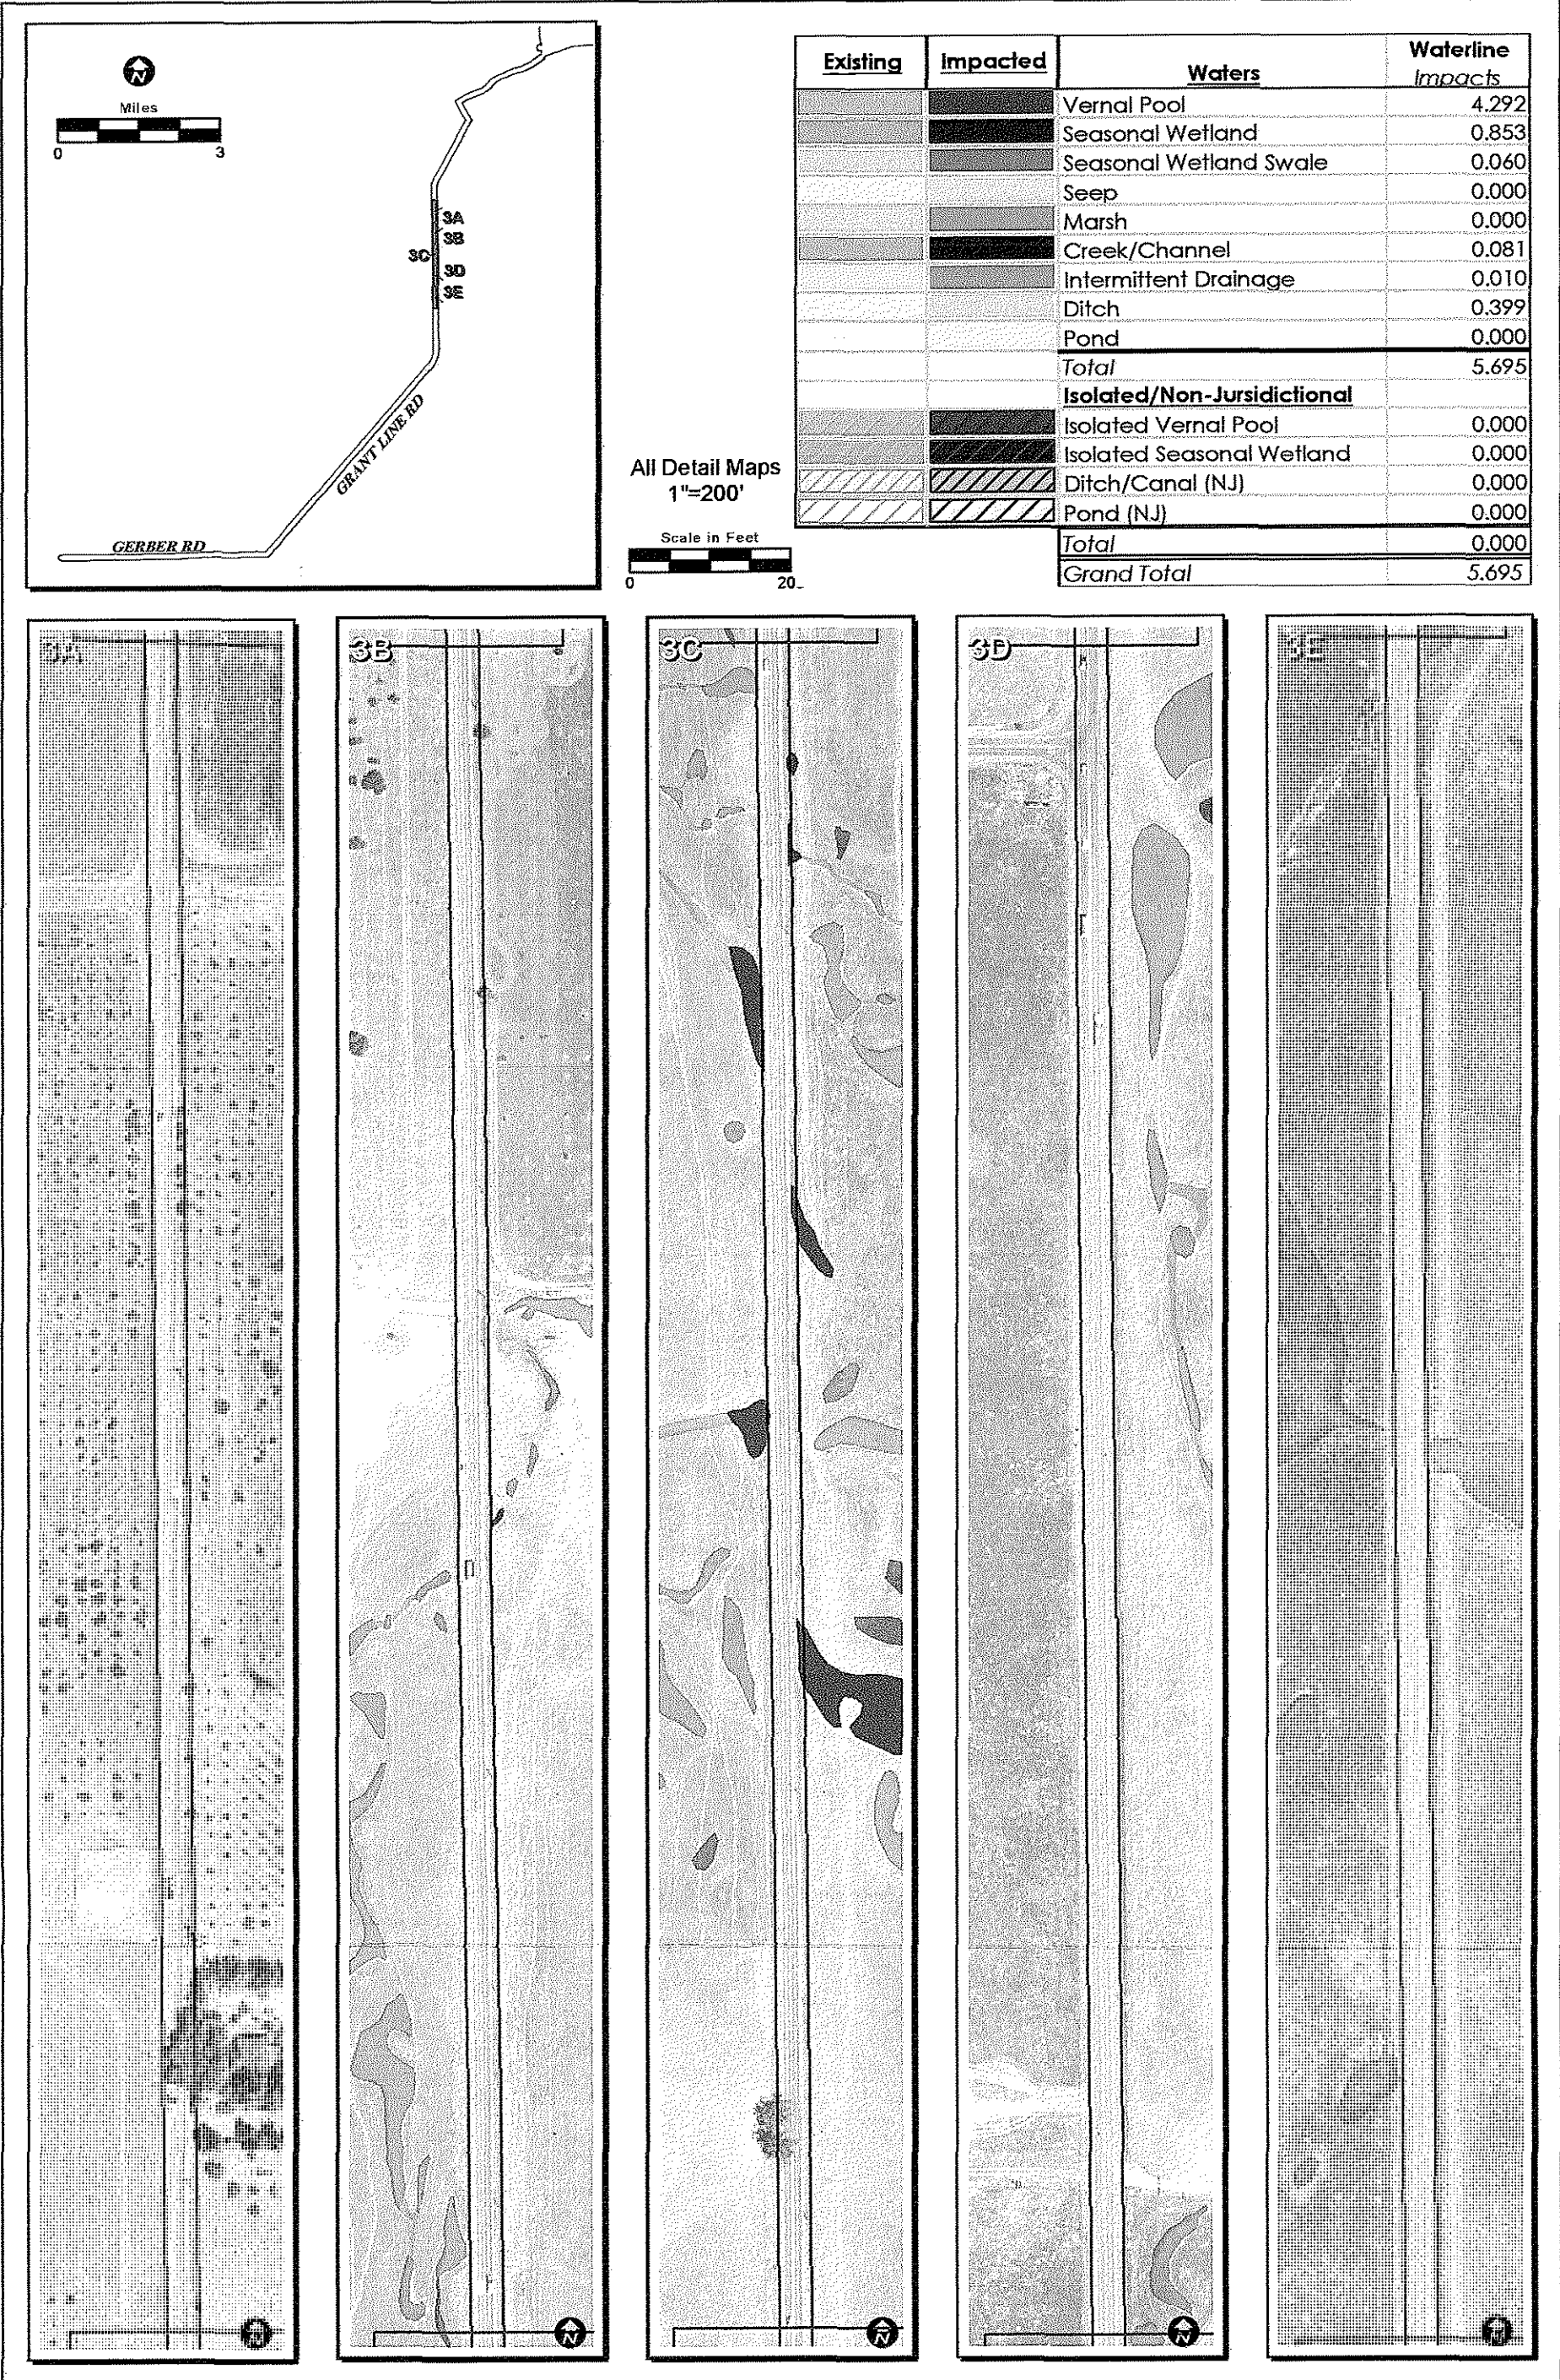 N
Miles
0 3
3A
3B
3C
3D
3E
GRANT LINE RD
GERBER RD
All Detail Maps
1"=200'
Scale in Feet
0 20
Existing Impacted Waters Waterline Impacts
Vernal Pool 4.292
Seasonal Wetland 0.853
Seasonal Wetland Swale 0.060
Seep 0.000
Marsh 0.000
Creek/Channel 0.081
Intermittent Drainage 0.010
Ditch 0.399
Pond 0.000
Total 5.695
Isolated/Non-Jursidictional
Isolated Vernal Pool 0.000
Isolated Seasonal Wetland 0.000
Ditch/Canal (NJ) 0.000
Pond (NJ) 0.000
Total 0.000
Grand Total 5.695
3A
3B
3C
3D
3E
N
N
N
N
N